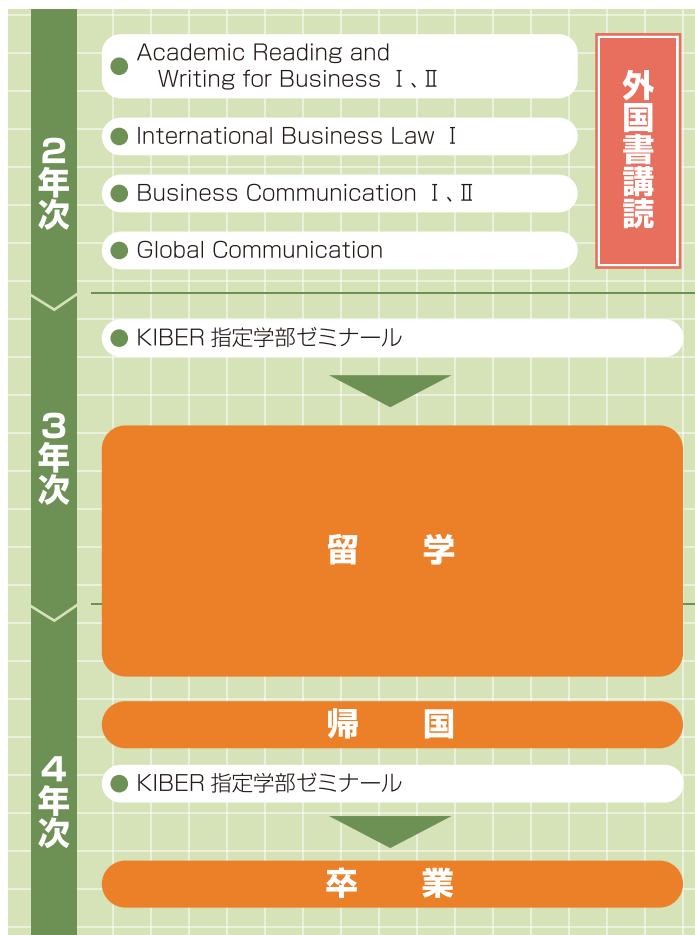 2年次
Academic Reading and
Writing for Business Ⅰ、Ⅱ
International Business Law Ⅰ
Business Communication Ⅰ、Ⅱ
Global Communication
外国書講読
3年次
KIBER 指定学部ゼミナール
留 学
帰 国
4年次
KIBER 指定学部ゼミナール
卒 業